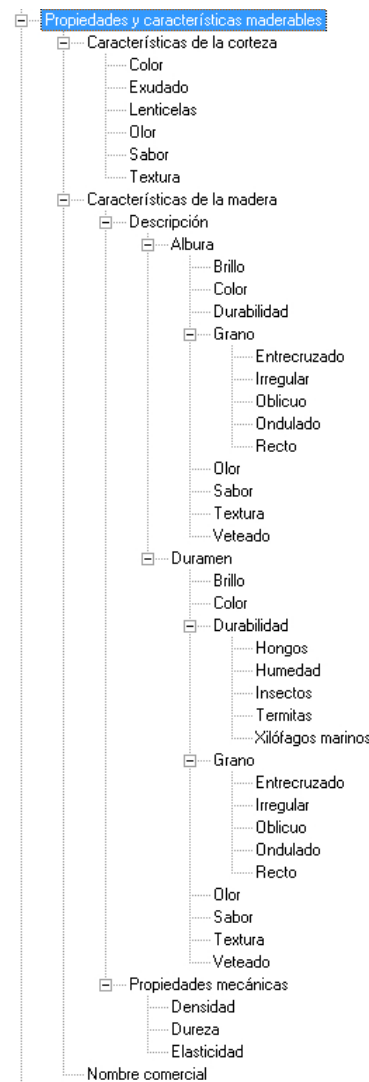 Propiedades y características maderables
Características de la corteza
Color
Exudado
Lenticelas
Olor
Sabor
Textura
Características de la madera
Descripción
Albura
Brillo
Color
Durabilidad
Grano
Entrecruzado
Irregular
Oblicuo
Ondulado
Recto
Olor
Sabor
Textura
Veteado
Duramen
Brillo
Color
Durabilidad
Hongos
Humedad
Insectos
Termitas
Xilófagos marinos
Grano
Entrecruzado
Irregular
Oblicuo
Ondulado
Recto
Olor
Sabor
Textura
Veteado
Propiedades mecánicas
Densidad
Dureza
Elasticidad
Nombre comercial